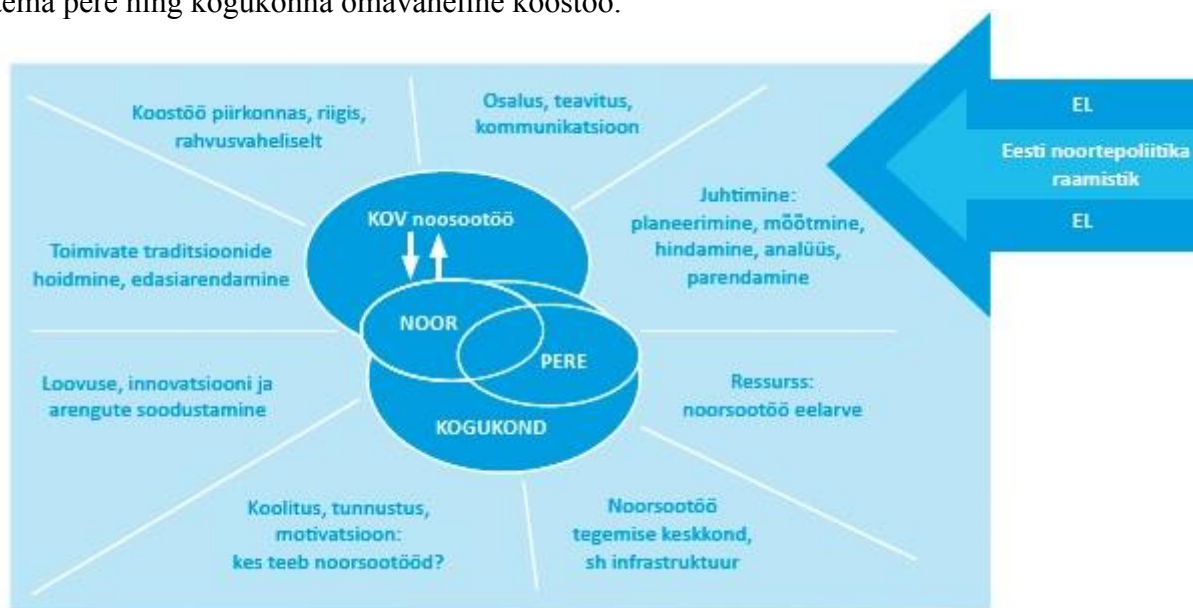 tema pere ning kogukonna omavaheline koostöö.
Koostöö piirkonnas, riigis,
rahvusvaheliselt
Osalus, teavitus,
kommunikatsioon
EL
Eesti noortepoliitika
raamistik
EL
Juhtimine:
planeerimine, mõõtmine,
hindamine, analüüs,
parendamine
KOV noosootöö
Toimivate traditsioonide
hoidmine, edasiarendamine
NOOR
PERE
KOGUKOND
Loovuse, innovatsiooni ja
arengute soodustamine
Ressurss:
noorsootöö eelarve
Koolitus, tunnustus,
motivatsioon:
kes teeb noorsootööd?
Noorsootöö
tegemise keskkond,
sh infrastruktuur